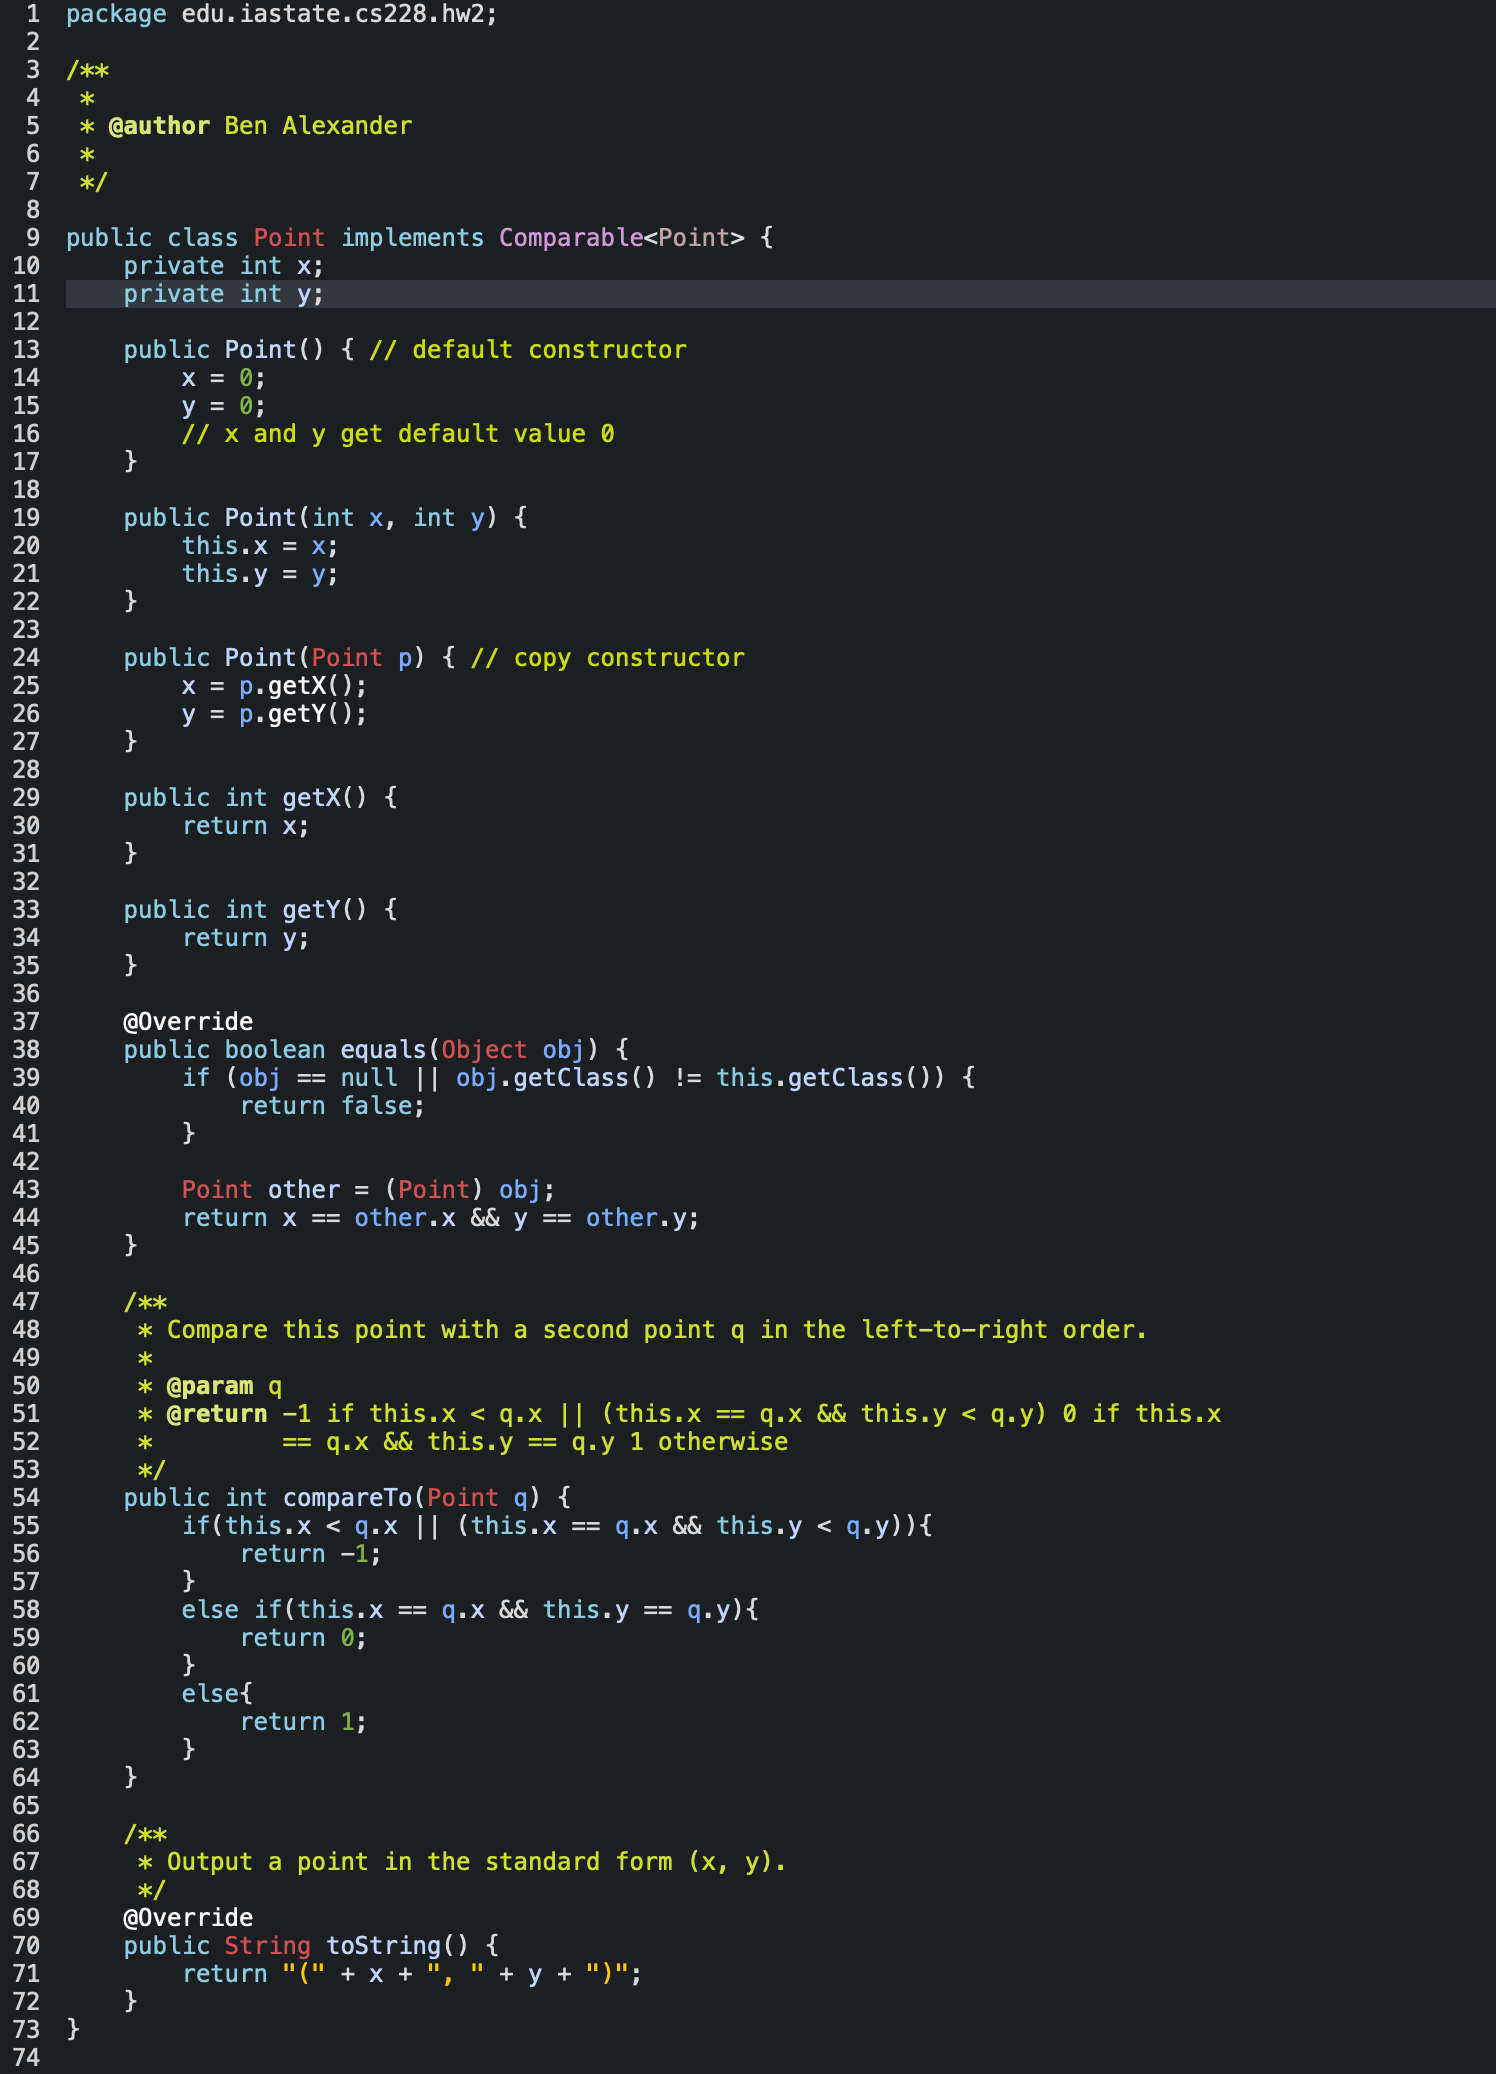 1 package edu.iastate.cs228.hw2;
2
3 /**
4  *
5  * @author Ben Alexander
6  *
7  */
8
9 public class Point implements Comparable<Point> {
10     private int x;
11     private int y;
12
13     public Point() { // default constructor
14         x = 0;
15         y = 0;
16         // x and y get default value 0
17     }
18
19     public Point(int x, int y) {
20         this.x = x;
21         this.y = y;
22     }
23
24     public Point(Point p) { // copy constructor
25         x = p.getX();
26         y = p.getY();
27     }
28
29     public int getX() {
30         return x;
31     }
32
33     public int getY() {
34         return y;
35     }
36
37     @Override
38     public boolean equals(Object obj) {
39         if (obj == null || obj.getClass() != this.getClass()) {
40             return false;
41         }
42
43         Point other = (Point) obj;
44         return x == other.x && y == other.y;
45     }
46
47     /**
48      * Compare this point with a second point q in the left-to-right order.
49      *
50      * @param q
51      * @return -1 if this.x < q.x || (this.x == q.x && this.y < q.y) 0 if this.x
52      *         == q.x && this.y == q.y 1 otherwise
53      */
54     public int compareTo(Point q) {
55         if(this.x < q.x || (this.x == q.x && this.y < q.y)){
56             return -1;
57         }
58         else if(this.x == q.x && this.y == q.y){
59             return 0;
60         }
61         else{
62             return 1;
63         }
64     }
65
66     /**
67      * Output a point in the standard form (x, y).
68      */
69     @Override
70     public String toString() {
71         return "(" + x + ", " + y + ")";
72     }
73 }
74